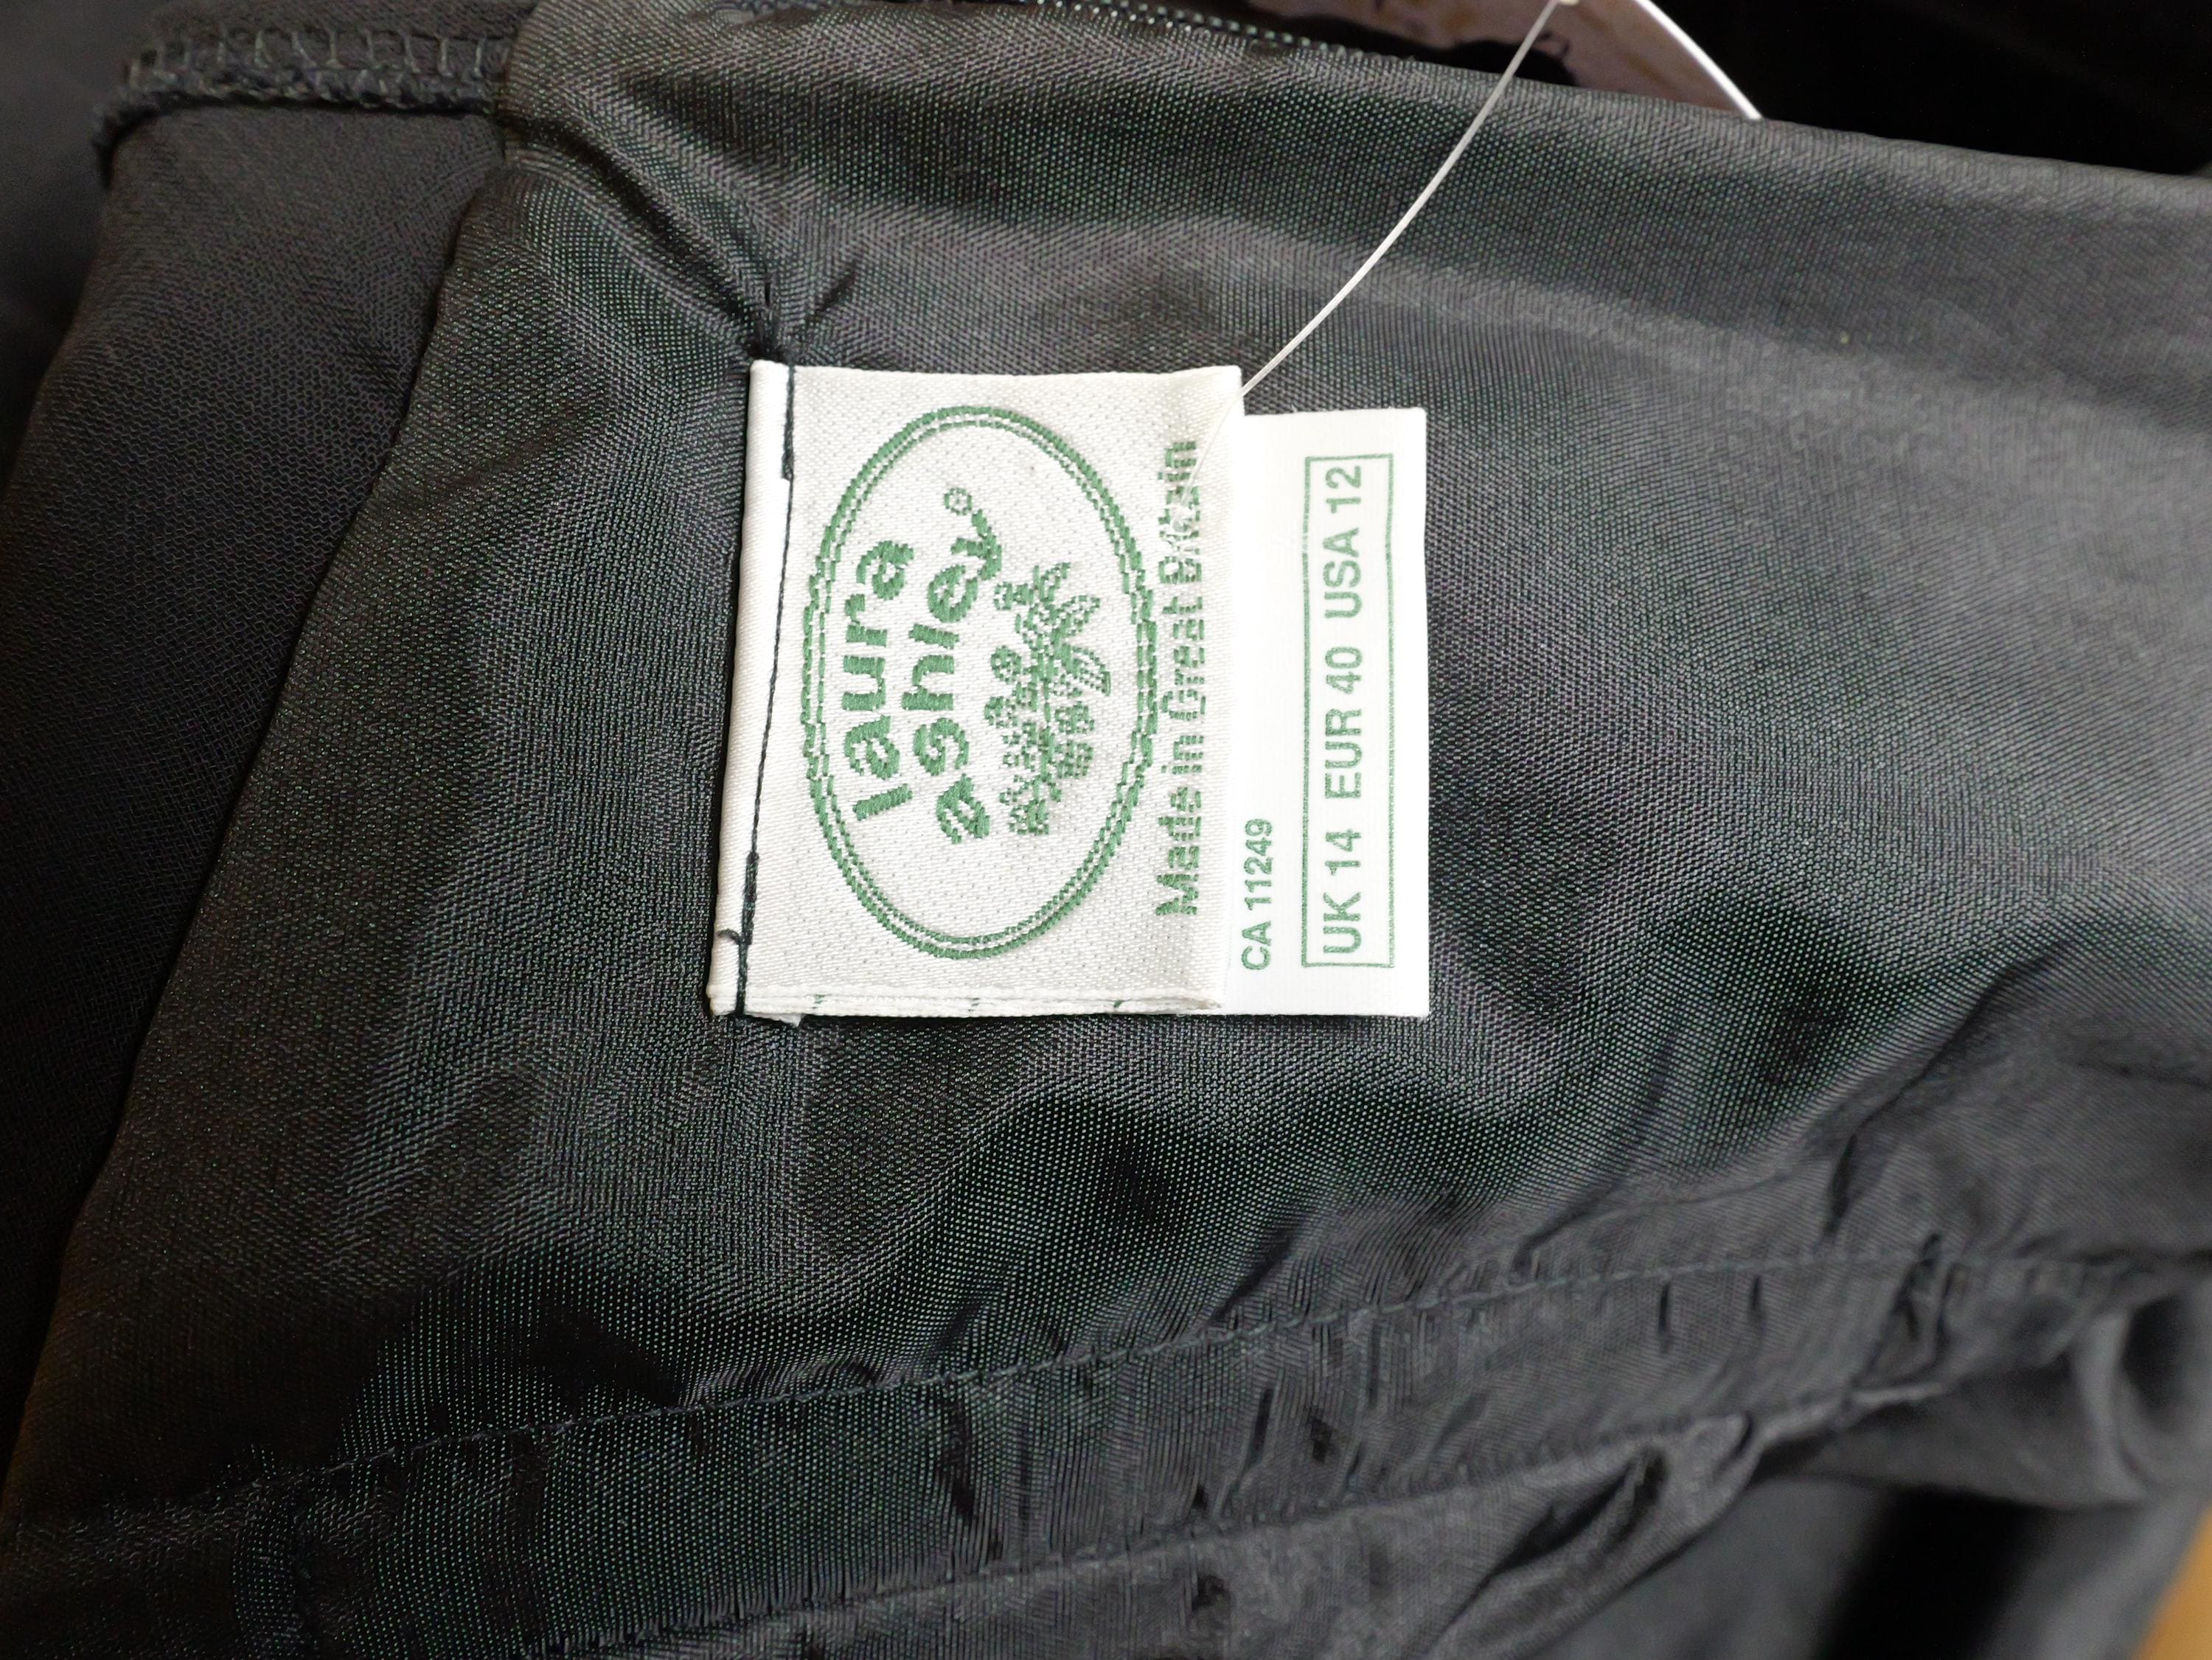 laura
ashley®
Made in Great Britain
CA 11249
UK 14 EUR 40 USA 12